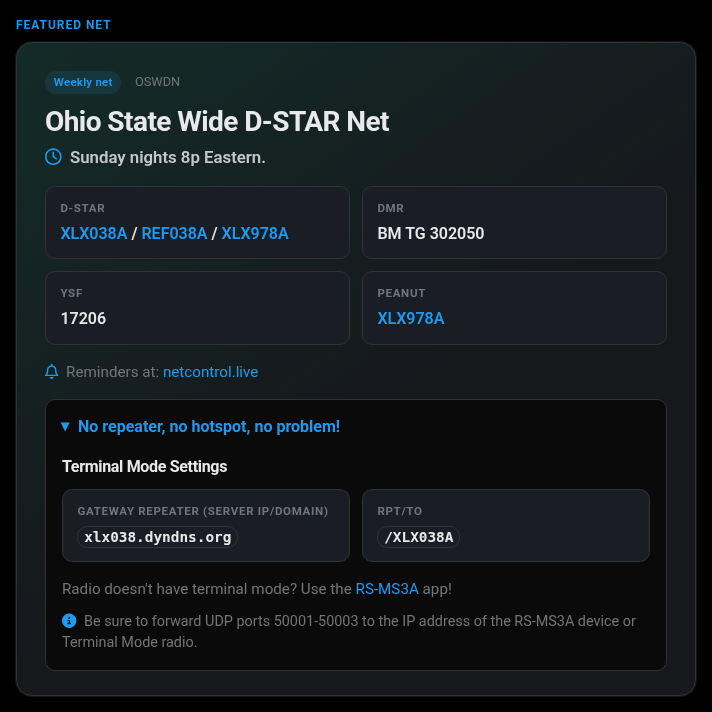 FEATURED NET
Weekly net OSWDN
Ohio State Wide D-STAR Net
Sunday nights 8p Eastern.
D-STAR
XLX038A / REF038A / XLX978A
DMR
BM TG 302050
YSF
17206
PEANUT
XLX978A
Reminders at: netcontrol.live
▼ No repeater, no hotspot, no problem!
Terminal Mode Settings
GATEWAY REPEATER (SERVER IP/DOMAIN)
xlx038.dyndns.org
RPT/TO
/XLX038A
Radio doesn't have terminal mode? Use the RS-MS3A app!
Be sure to forward UDP ports 50001-50003 to the IP address of the RS-MS3A device or
Terminal Mode radio.